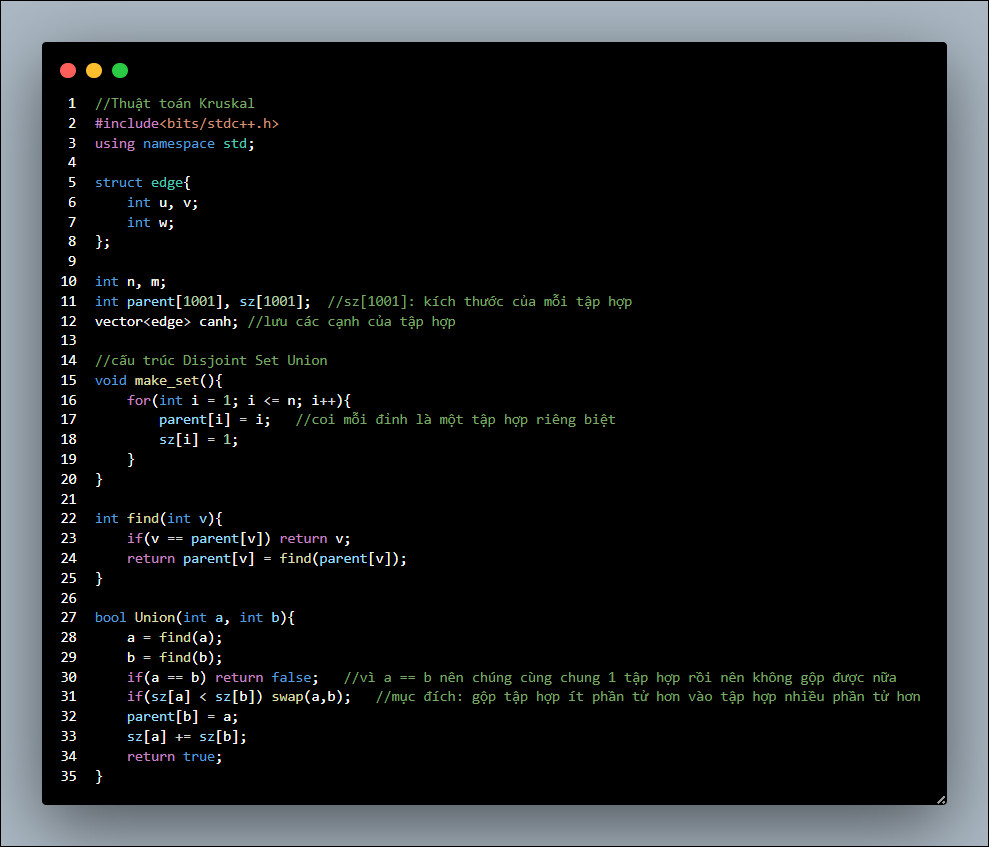 1 //Thuật toán Kruskal
2 #include<bits/stdc++.h>
3 using namespace std;
4
5 struct edge{
6     int u, v;
7     int w;
8 };
9
10 int n, m;
11 int parent[1001], sz[1001];  //sz[1001]: kích thước của mỗi tập hợp
12 vector<edge> canh; //lưu các cạnh của tập hợp
13
14 //cấu trúc Disjoint Set Union
15 void make_set(){
16     for(int i = 1; i <= n; i++){
17         parent[i] = i;   //coi mỗi đỉnh là một tập hợp riêng biệt
18         sz[i] = 1;
19     }
20 }
21
22 int find(int v){
23     if(v == parent[v]) return v;
24     return parent[v] = find(parent[v]);
25 }
26
27 bool Union(int a, int b){
28     a = find(a);
29     b = find(b);
30     if(a == b) return false;   //vì a == b nên chúng cùng chung 1 tập hợp rồi nên không gộp được nữa
31     if(sz[a] < sz[b]) swap(a,b);   //mục đích: gộp tập hợp ít phần tử hơn vào tập hợp nhiều phần tử hơn
32     parent[b] = a;
33     sz[a] += sz[b];
34     return true;
35 }